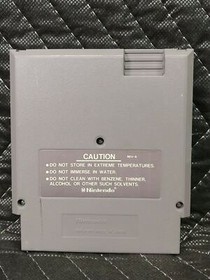 CAUTION
●DO NOT STORE IN EXTREME TEMPERATURES.
●DO NOT IMMERSE IN WATER.
●DO NOT CLEAN WITH BENZENE, THINNER,
ALCOHOL OR OTHER SUCH SOLVENTS.
Nintendo